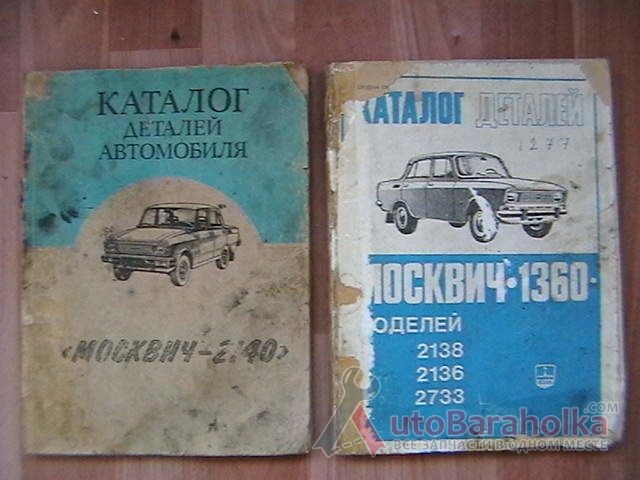 КАТАЛОГ
ДЕТАЛЕЙ
АВТОМОБИЛЯ
«МОСКВИЧ-2140»
КАТАЛОГ ДЕТАЛЕЙ
1277
МОСКВИЧ·1360·
ОДЕЛЕЙ
2138
2136
2733
AutoBaraholka.com
ВСЕ ЗАПЧАСТИ В ОДНОМ МЕСТЕ